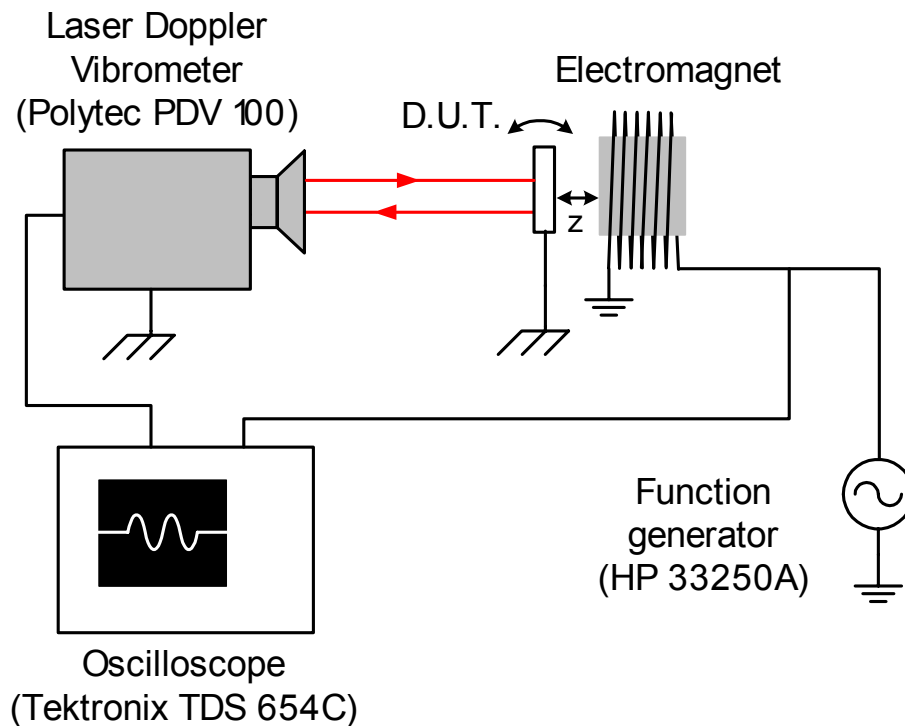 Laser Doppler
Vibrometer
(Polytec PDV 100)
Electromagnet
D.U.T.
z
Function
generator
(HP 33250A)
Oscilloscope
(Tektronix TDS 654C)